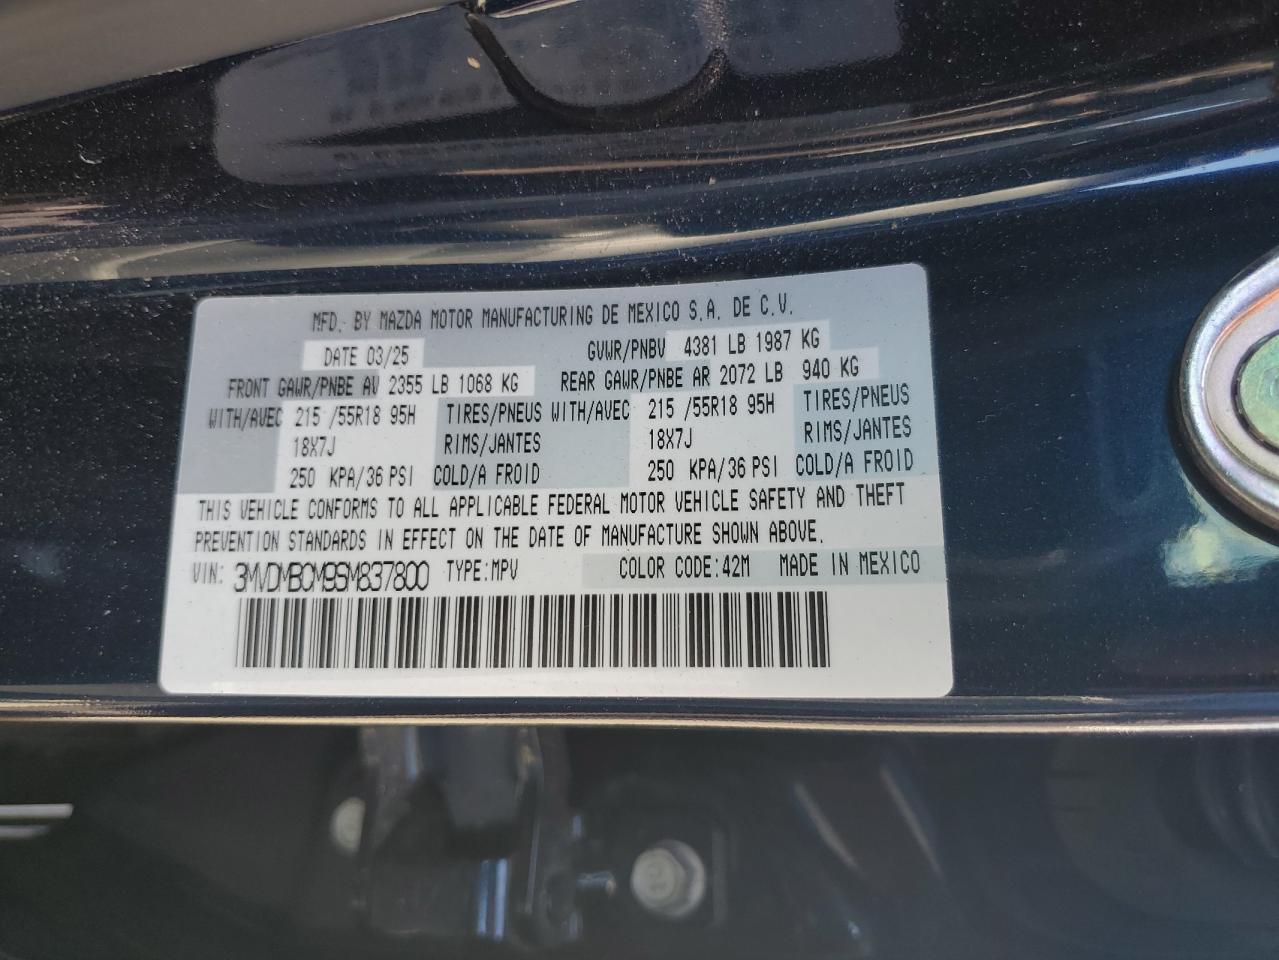 MFD. BY MAZDA MOTOR MANUFACTURING DE MEXICO S.A. DE C.V.
DATE 03/25 GVWR/PNBV 4381 LB 1987 KG
FRONT GAWR/PNBE AV 2355 LB 1068 KG REAR GAWR/PNBE AR 2072 LB 940 KG
WITH/AVEC 215 /55R18 95H TIRES/PNEUS WITH/AVEC 215 /55R18 95H TIRES/PNEUS
18X7J RIMS/JANTES 18X7J RIMS/JANTES
250 KPA/36 PSI COLD/A FROID 250 KPA/36 PSI COLD/A FROID
THIS VEHICLE CONFORMS TO ALL APPLICABLE FEDERAL MOTOR VEHICLE SAFETY AND THEFT
PREVENTION STANDARDS IN EFFECT ON THE DATE OF MANUFACTURE SHOWN ABOVE.
VIN: 3MVDMBCM9SM837800 TYPE:MPV COLOR CODE:42M MADE IN MEXICO